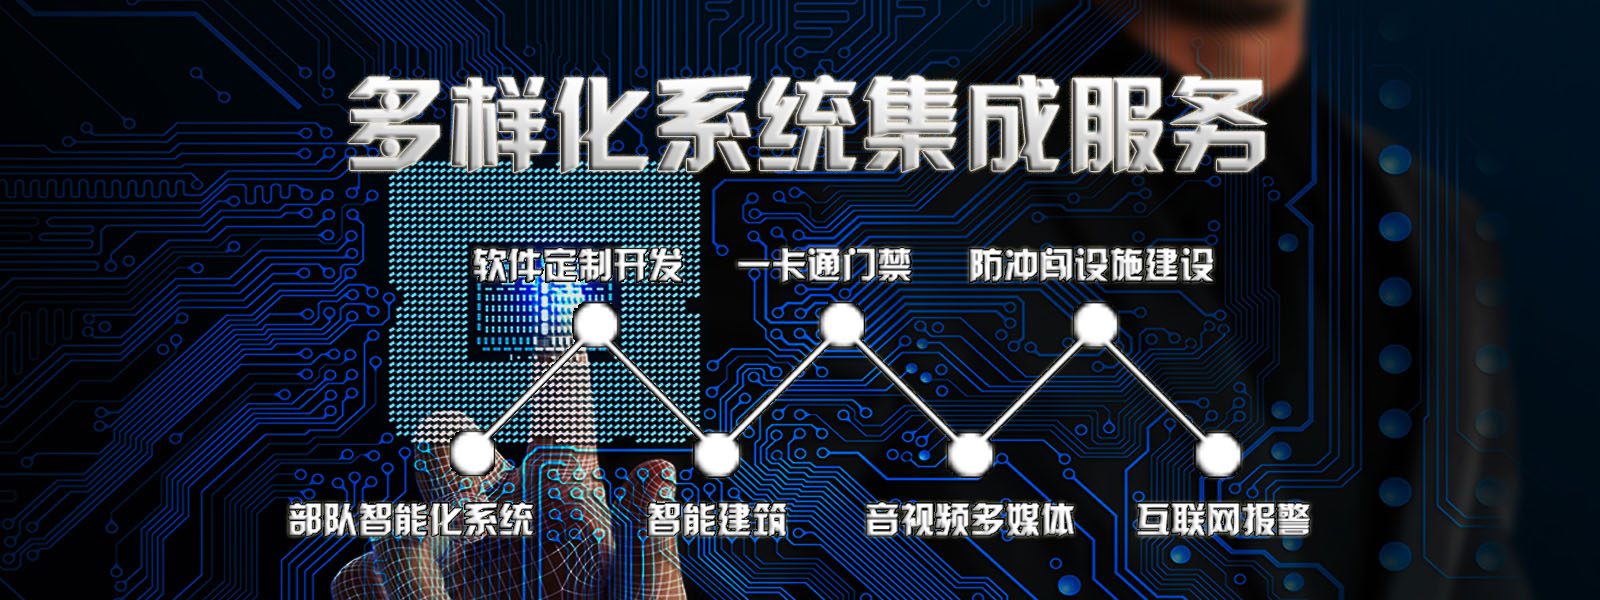 多样化系统集成服务
软件定制开发
一卡通门禁
防冲闯设施建设
部队智能化系统
智能建筑
音视频多媒体
互联网报警